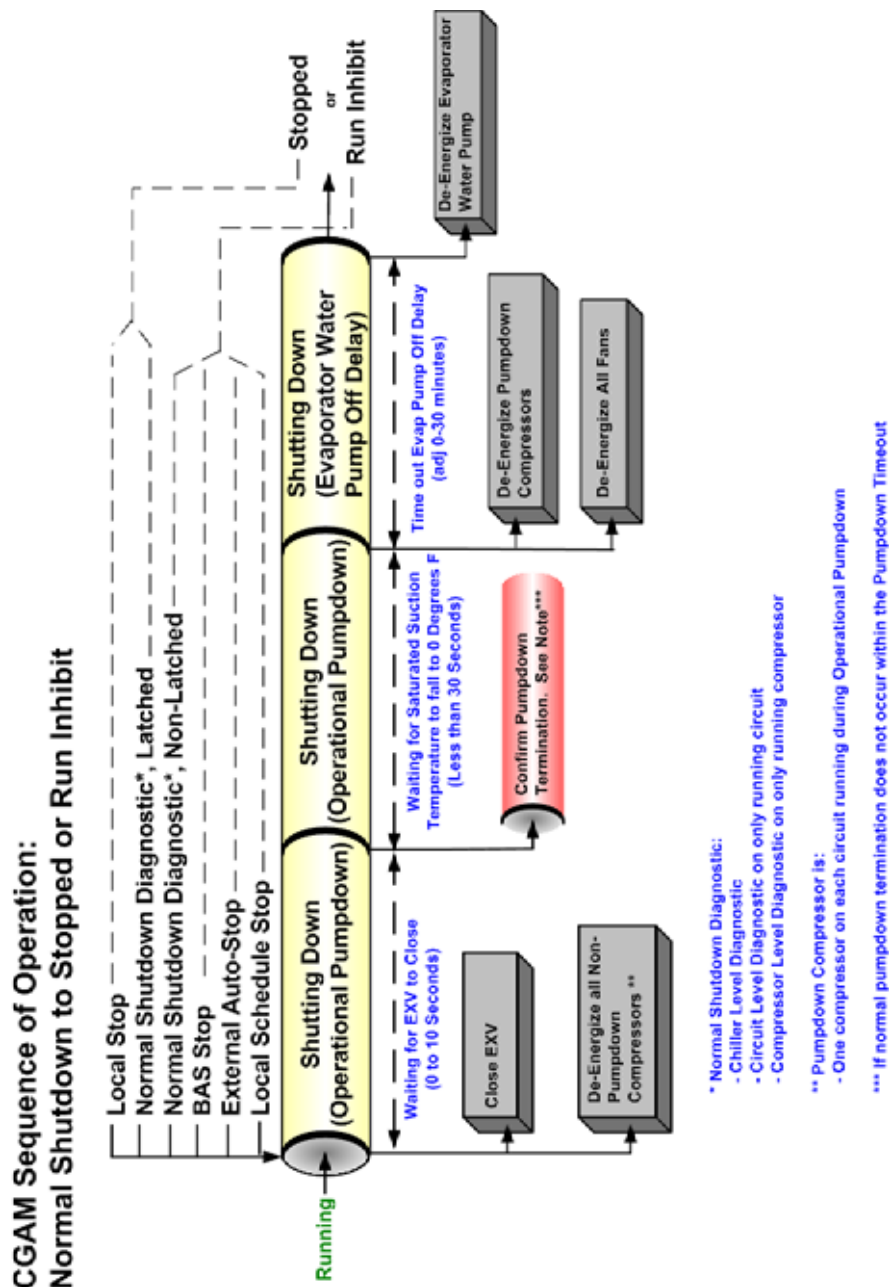 CGAM Sequence of Operation:
Normal Shutdown to Stopped or Run Inhibit
Local Stop
Normal Shutdown Diagnostic*, Latched
Normal Shutdown Diagnostic*, Non-Latched
BAS Stop
External Auto-Stop
Local Schedule Stop
Stopped
or
Run Inhibit
Running
Shutting Down
(Operational Pumpdown)
Shutting Down
(Operational Pumpdown)
Shutting Down
(Evaporator Water
Pump Off Delay)
Waiting for EXV to Close
(0 to 10 Seconds)
Waiting for Saturated Suction
Temperature to fall to 0 Degrees F
(Less than 30 Seconds)
Time out Evap Pump Off Delay
(adj 0-30 minutes)
Close EXV
De-Energize all Non-
Pumpdown
Compressors **
Confirm Pumpdown
Termination. See Note***
De-Energize Pumpdown
Compressors
De-Energize All Fans
De-Energize Evaporator
Water Pump
* Normal Shutdown Diagnostic:
- Chiller Level Diagnostic
- Circuit Level Diagnostic on only running circuit
- Compressor Level Diagnostic on only running compressor
** Pumpdown Compressor is:
- One compressor on each circuit running during Operational Pumpdown
*** If normal pumpdown termination does not occur within the Pumpdown Timeout